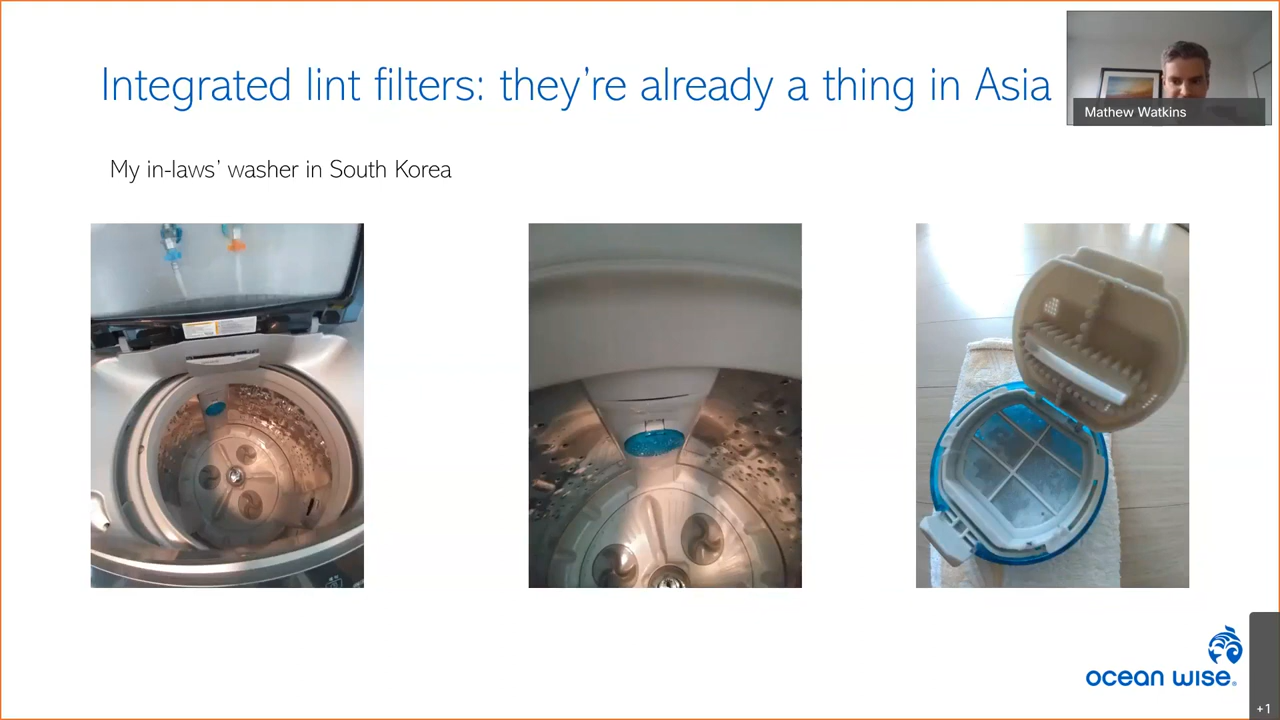 Integrated lint filters: they're already a thing in Asia
Mathew Watkins
My in-laws' washer in South Korea
ocean wise®
+1